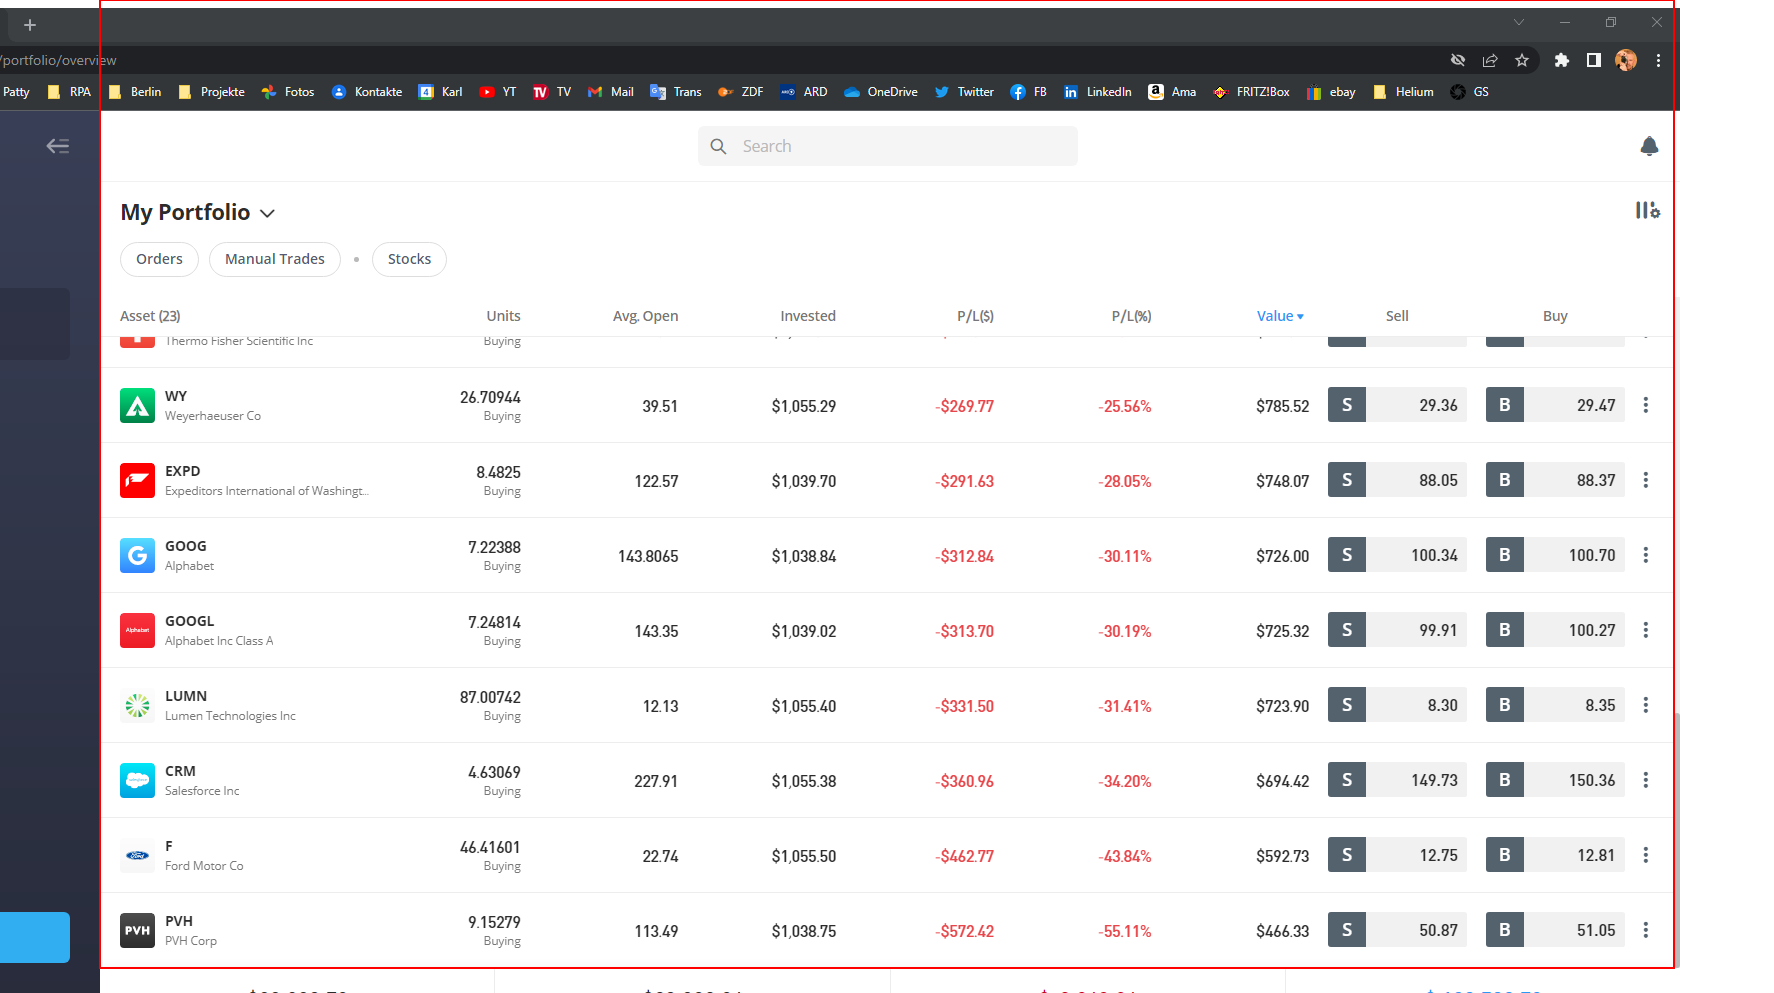 /portfolio/overview
Patty RPA Berlin Projekte Fotos Kontakte Karl YT TV Mail Trans ZDF ARD OneDrive Twitter FB LinkedIn Ama FRITZ!Box ebay Helium GS
Search
My Portfolio
Orders Manual Trades Stocks
Asset (23) Units Avg. Open Invested P/L($) P/L(%) Value Sell Buy
Thermo Fisher Scientific Inc Buying
WY 26.70944 39.51 $1,055.29 -$269.77 -25.56% $785.52 S 29.36 B 29.47
Weyerhaeuser Co Buying
EXPD 8.4825 122.57 $1,039.70 -$291.63 -28.05% $748.07 S 88.05 B 88.37
Expeditors International of Washingt... Buying
GOOG 7.22388 143.8065 $1,038.84 -$312.84 -30.11% $726.00 S 100.34 B 100.70
Alphabet Buying
GOOGL 7.24814 143.35 $1,039.02 -$313.70 -30.19% $725.32 S 99.91 B 100.27
Alphabet Inc Class A Buying
LUMN 87.00742 12.13 $1,055.40 -$331.50 -31.41% $723.90 S 8.30 B 8.35
Lumen Technologies Inc Buying
CRM 4.63069 227.91 $1,055.38 -$360.96 -34.20% $694.42 S 149.73 B 150.36
Salesforce Inc Buying
F 46.41601 22.74 $1,055.50 -$462.77 -43.84% $592.73 S 12.75 B 12.81
Ford Motor Co Buying
PVH PVH 9.15279 113.49 $1,038.75 -$572.42 -55.11% $466.33 S 50.87 B 51.05
PVH Corp Buying